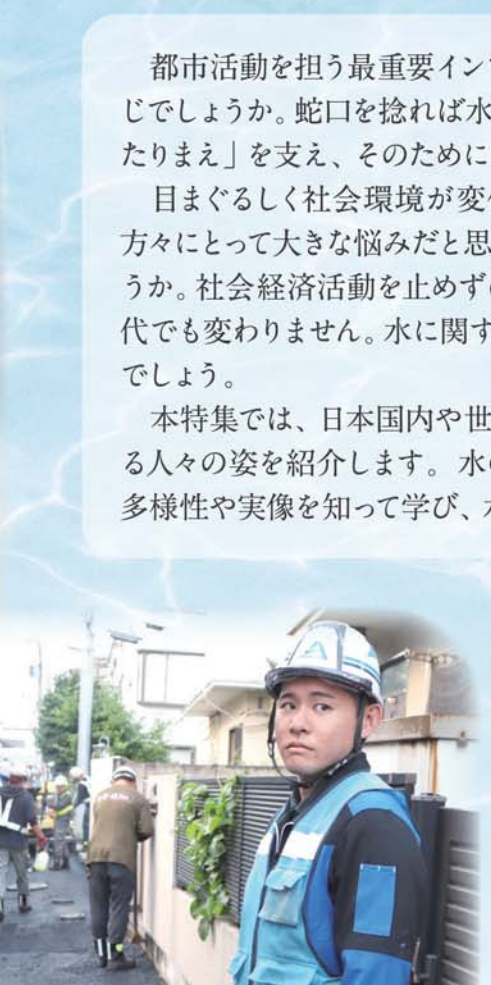 都市活動を担う最重要イン
じでしょうか。蛇口を捻れば水
たりまえ」を支え、そのために
目まぐるしく社会環境が変
方々にとって大きな悩みだと思
うか。社会経済活動を止めず
代でも変わりません。水に関す
でしょう。
本特集では、日本国内や世
る人々の姿を紹介します。水
多様性や実像を知って学び、